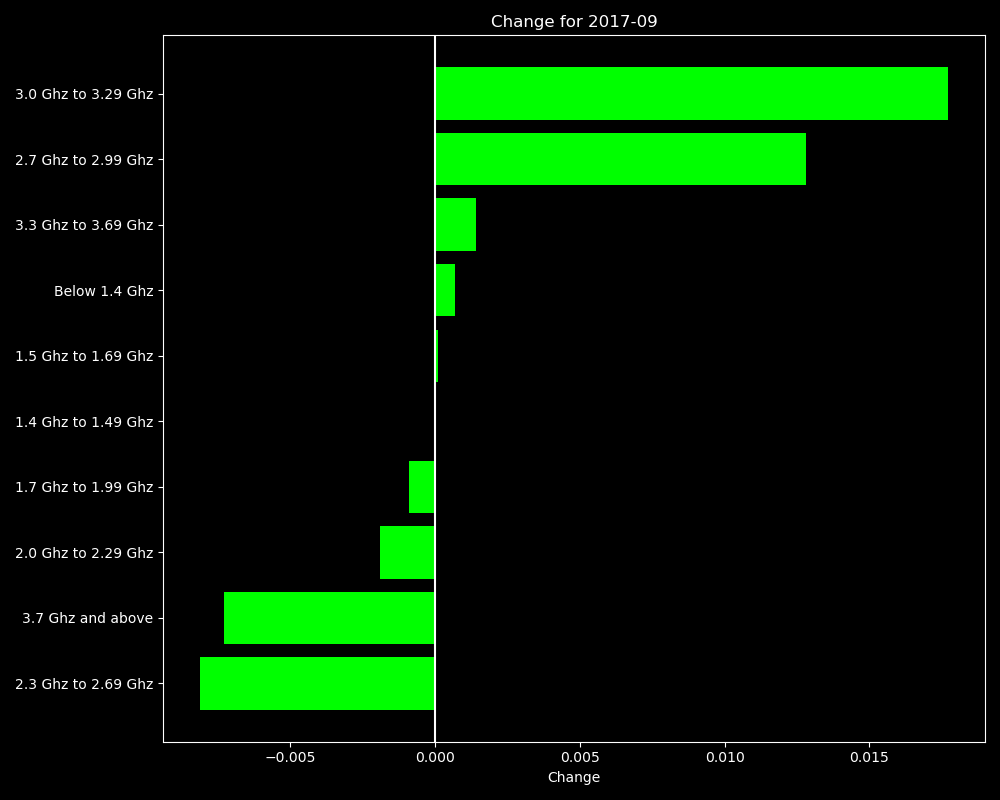 Change for 2017-09
3.0 Ghz to 3.29 Ghz
2.7 Ghz to 2.99 Ghz
3.3 Ghz to 3.69 Ghz
Below 1.4 Ghz
1.5 Ghz to 1.69 Ghz
1.4 Ghz to 1.49 Ghz
1.7 Ghz to 1.99 Ghz
2.0 Ghz to 2.29 Ghz
3.7 Ghz and above
2.3 Ghz to 2.69 Ghz
−0.005 0.000 0.005 0.010 0.015
Change